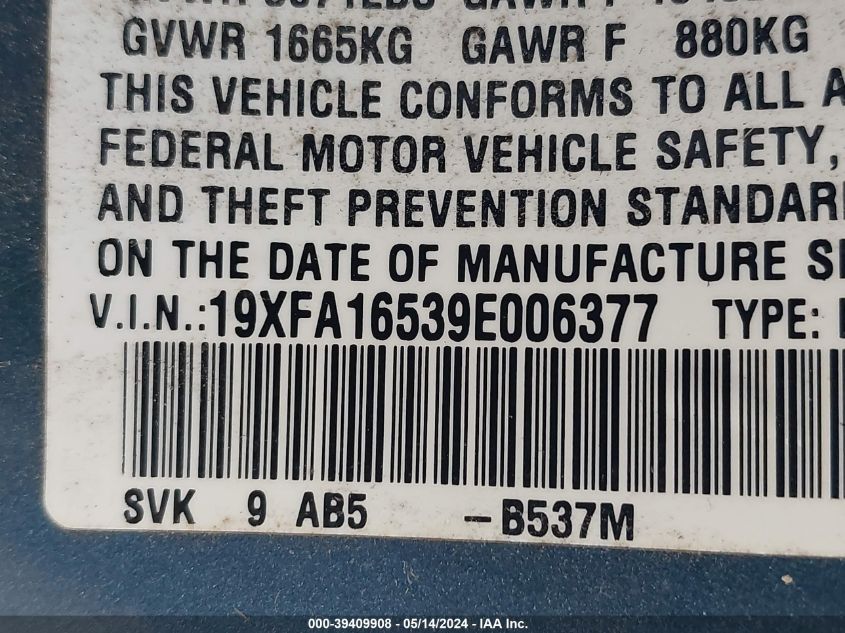 GVWR 1665KG GAWR F 880KG
THIS VEHICLE CONFORMS TO ALL A
FEDERAL MOTOR VEHICLE SAFETY,
AND THEFT PREVENTION STANDAR
ON THE DATE OF MANUFACTURE S
V.I.N.:19XFA16539E006377 TYPE:
SVK 9 AB5 -B537M
000-39409908 - 05/14/2024 - IAA Inc.